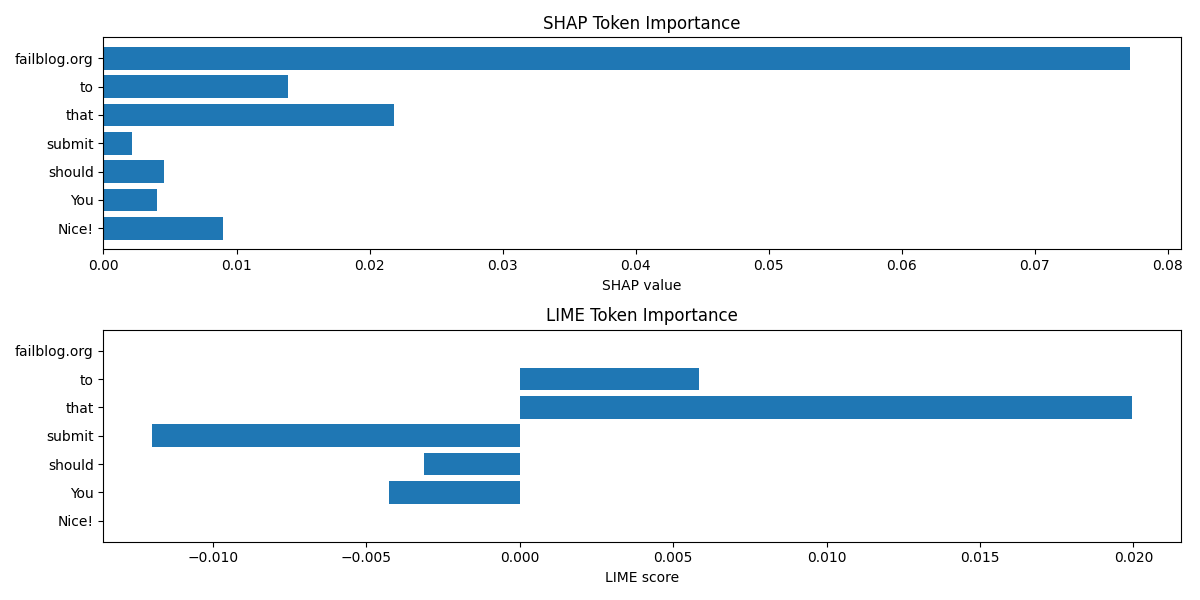 SHAP Token Importance
failblog.org
to
that
submit
should
You
Nice!
0.00 0.01 0.02 0.03 0.04 0.05 0.06 0.07 0.08
SHAP value
LIME Token Importance
failblog.org
to
that
submit
should
You
Nice!
−0.010 −0.005 0.000 0.005 0.010 0.015 0.020
LIME score